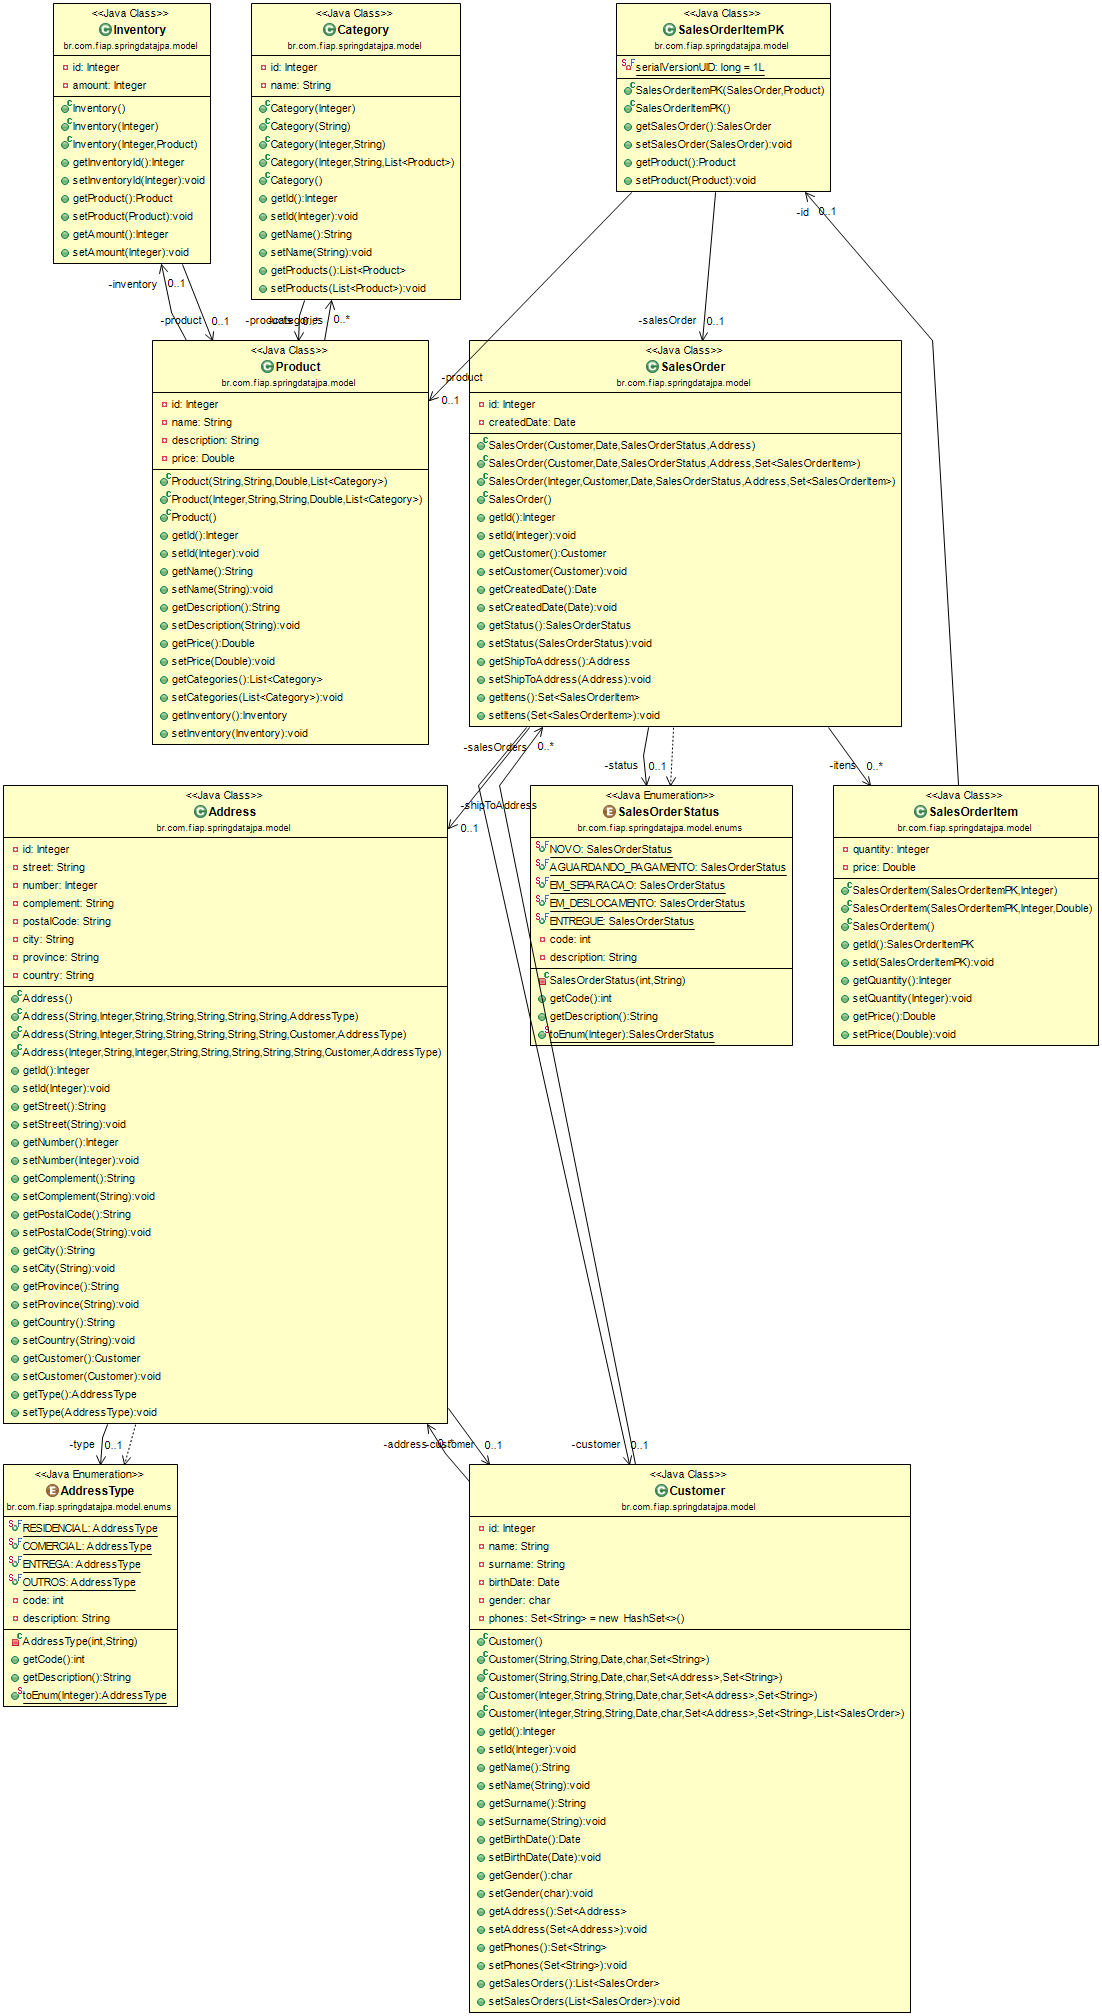 <<Java Class>>
Inventory
br.com.fiap.springdatajpa.model
id: Integer
amount: Integer
Inventory()
Inventory(Integer)
Inventory(Integer,Product)
getInventoryId():Integer
setInventoryId(Integer):void
getProduct():Product
setProduct(Product):void
getAmount():Integer
setAmount(Integer):void
<<Java Class>>
Category
br.com.fiap.springdatajpa.model
id: Integer
name: String
Category(Integer)
Category(String)
Category(Integer,String)
Category(Integer,String,List<Product>)
Category()
getId():Integer
setId(Integer):void
getName():String
setName(String):void
getProducts():List<Product>
setProducts(List<Product>):void
<<Java Class>>
SalesOrderItemPK
br.com.fiap.springdatajpa.model
serialVersionUID: long = 1L
SalesOrderItemPK(SalesOrder,Product)
SalesOrderItemPK()
getSalesOrder():SalesOrder
setSalesOrder(SalesOrder):void
getProduct():Product
setProduct(Product):void
-id 0..1
-inventory 0..1
-product 0..1
-products 0..*
-categories 0..*
-salesOrder 0..1
-product
0..1
<<Java Class>>
Product
br.com.fiap.springdatajpa.model
id: Integer
name: String
description: String
price: Double
Product(String,String,Double,List<Category>)
Product(Integer,String,String,Double,List<Category>)
Product()
getId():Integer
setId(Integer):void
getName():String
setName(String):void
getDescription():String
setDescription(String):void
getPrice():Double
setPrice(Double):void
getCategories():List<Category>
setCategories(List<Category>):void
getInventory():Inventory
setInventory(Inventory):void
<<Java Class>>
SalesOrder
br.com.fiap.springdatajpa.model
id: Integer
createdDate: Date
SalesOrder(Customer,Date,SalesOrderStatus,Address)
SalesOrder(Customer,Date,SalesOrderStatus,Address,Set<SalesOrderItem>)
SalesOrder(Integer,Customer,Date,SalesOrderStatus,Address,Set<SalesOrderItem>)
SalesOrder()
getId():Integer
setId(Integer):void
getCustomer():Customer
setCustomer(Customer):void
getCreatedDate():Date
setCreatedDate(Date):void
getStatus():SalesOrderStatus
setStatus(SalesOrderStatus):void
getShipToAddress():Address
setShipToAddress(Address):void
getItens():Set<SalesOrderItem>
setItens(Set<SalesOrderItem>):void
-salesOrders 0..*
-status 0..1
-itens 0..*
-shipToAddress
0..1
<<Java Class>>
Address
br.com.fiap.springdatajpa.model
id: Integer
street: String
number: Integer
complement: String
postalCode: String
city: String
province: String
country: String
Address()
Address(String,Integer,String,String,String,String,String,AddressType)
Address(String,Integer,String,String,String,String,String,Customer,AddressType)
Address(Integer,String,Integer,String,String,String,String,String,Customer,AddressType)
getId():Integer
setId(Integer):void
getStreet():String
setStreet(String):void
getNumber():Integer
setNumber(Integer):void
getComplement():String
setComplement(String):void
getPostalCode():String
setPostalCode(String):void
getCity():String
setCity(String):void
getProvince():String
setProvince(String):void
getCountry():String
setCountry(String):void
getCustomer():Customer
setCustomer(Customer):void
getType():AddressType
setType(AddressType):void
<<Java Enumeration>>
SalesOrderStatus
br.com.fiap.springdatajpa.model.enums
NOVO: SalesOrderStatus
AGUARDANDO_PAGAMENTO: SalesOrderStatus
EM_SEPARACAO: SalesOrderStatus
EM_DESLOCAMENTO: SalesOrderStatus
ENTREGUE: SalesOrderStatus
code: int
description: String
SalesOrderStatus(int,String)
getCode():int
getDescription():String
toEnum(Integer):SalesOrderStatus
<<Java Class>>
SalesOrderItem
br.com.fiap.springdatajpa.model
quantity: Integer
price: Double
SalesOrderItem(SalesOrderItemPK,Integer)
SalesOrderItem(SalesOrderItemPK,Integer,Double)
SalesOrderItem()
getId():SalesOrderItemPK
setId(SalesOrderItemPK):void
getQuantity():Integer
setQuantity(Integer):void
getPrice():Double
setPrice(Double):void
-type 0..1
-address 0..*
-customer 0..1
-customer 0..1
<<Java Enumeration>>
AddressType
br.com.fiap.springdatajpa.model.enums
RESIDENCIAL: AddressType
COMERCIAL: AddressType
ENTREGA: AddressType
OUTROS: AddressType
code: int
description: String
AddressType(int,String)
getCode():int
getDescription():String
toEnum(Integer):AddressType
<<Java Class>>
Customer
br.com.fiap.springdatajpa.model
id: Integer
name: String
surname: String
birthDate: Date
gender: char
phones: Set<String> = new HashSet<>()
Customer()
Customer(String,String,Date,char,Set<String>)
Customer(String,String,Date,char,Set<Address>,Set<String>)
Customer(Integer,String,String,Date,char,Set<Address>,Set<String>)
Customer(Integer,String,String,Date,char,Set<Address>,Set<String>,List<SalesOrder>)
getId():Integer
setId(Integer):void
getName():String
setName(String):void
getSurname():String
setSurname(String):void
getBirthDate():Date
setBirthDate(Date):void
getGender():char
setGender(char):void
getAddress():Set<Address>
setAddress(Set<Address>):void
getPhones():Set<String>
setPhones(Set<String>):void
getSalesOrders():List<SalesOrder>
setSalesOrders(List<SalesOrder>):void